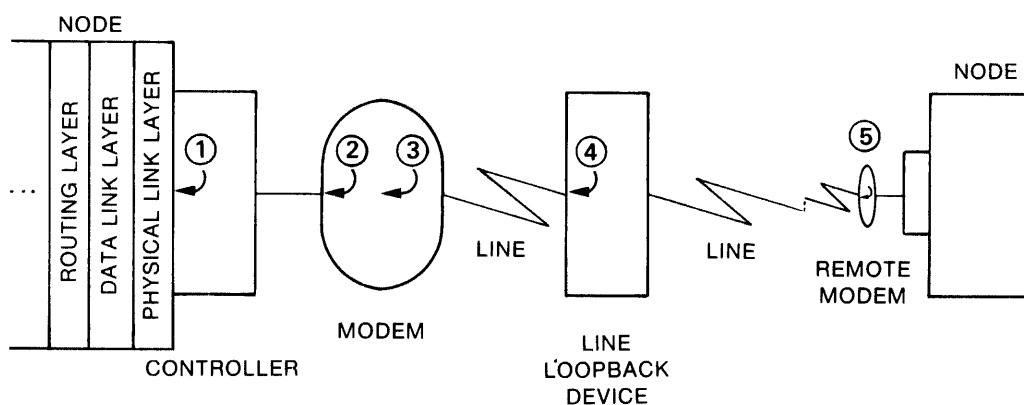 NODE
ROUTING LAYER
DATA LINK LAYER
PHYSICAL LINK LAYER
...
1
CONTROLLER
2
3
MODEM
LINE
4
LINE
LOOPBACK
DEVICE
LINE
5
REMOTE
MODEM
NODE